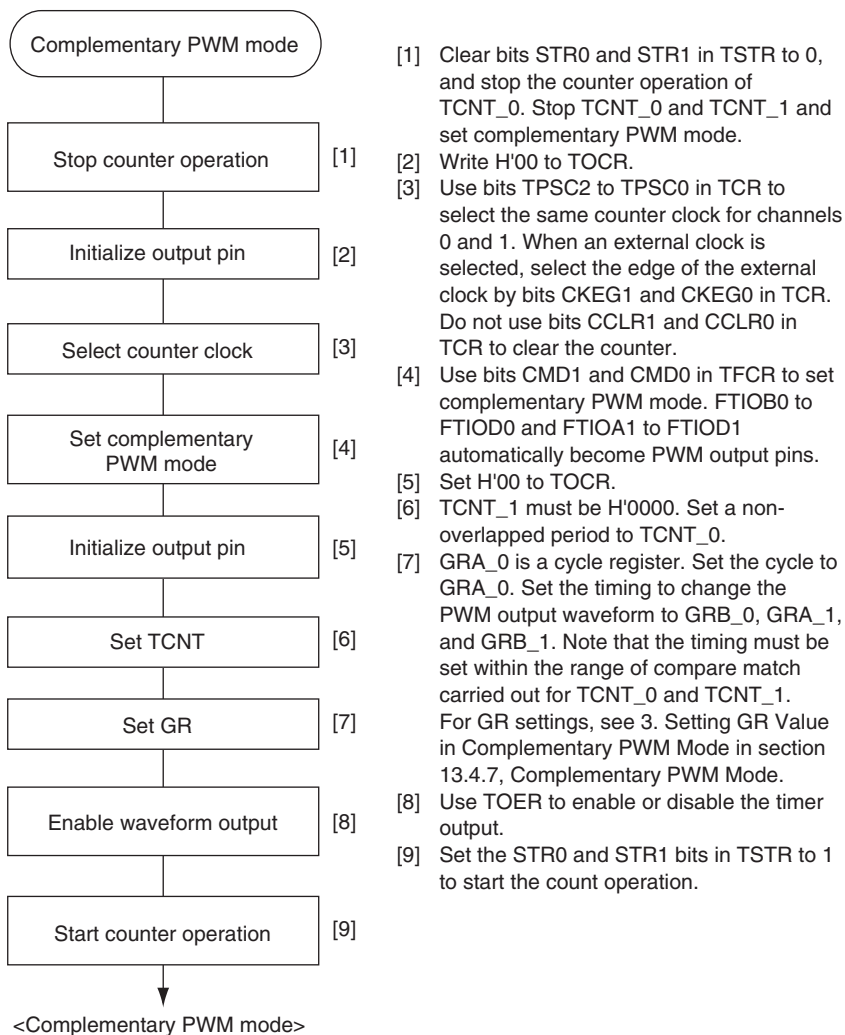 Complementary PWM mode
Stop counter operation [1]
Initialize output pin [2]
Select counter clock [3]
Set complementary
PWM mode [4]
Initialize output pin [5]
Set TCNT [6]
Set GR [7]
Enable waveform output [8]
Start counter operation [9]
<Complementary PWM mode>
[1] Clear bits STR0 and STR1 in TSTR to 0,
and stop the counter operation of
TCNT_0. Stop TCNT_0 and TCNT_1 and
set complementary PWM mode.
[2] Write H'00 to TOCR.
[3] Use bits TPSC2 to TPSC0 in TCR to
select the same counter clock for channels
0 and 1. When an external clock is
selected, select the edge of the external
clock by bits CKEG1 and CKEG0 in TCR.
Do not use bits CCLR1 and CCLR0 in
TCR to clear the counter.
[4] Use bits CMD1 and CMD0 in TFCR to set
complementary PWM mode. FTIOB0 to
FTIOD0 and FTIOA1 to FTIOD1
automatically become PWM output pins.
[5] Set H'00 to TOCR.
[6] TCNT_1 must be H'0000. Set a non-
overlapped period to TCNT_0.
[7] GRA_0 is a cycle register. Set the cycle to
GRA_0. Set the timing to change the
PWM output waveform to GRB_0, GRA_1,
and GRB_1. Note that the timing must be
set within the range of compare match
carried out for TCNT_0 and TCNT_1.
For GR settings, see 3. Setting GR Value
in Complementary PWM Mode in section
13.4.7, Complementary PWM Mode.
[8] Use TOER to enable or disable the timer
output.
[9] Set the STR0 and STR1 bits in TSTR to 1
to start the count operation.